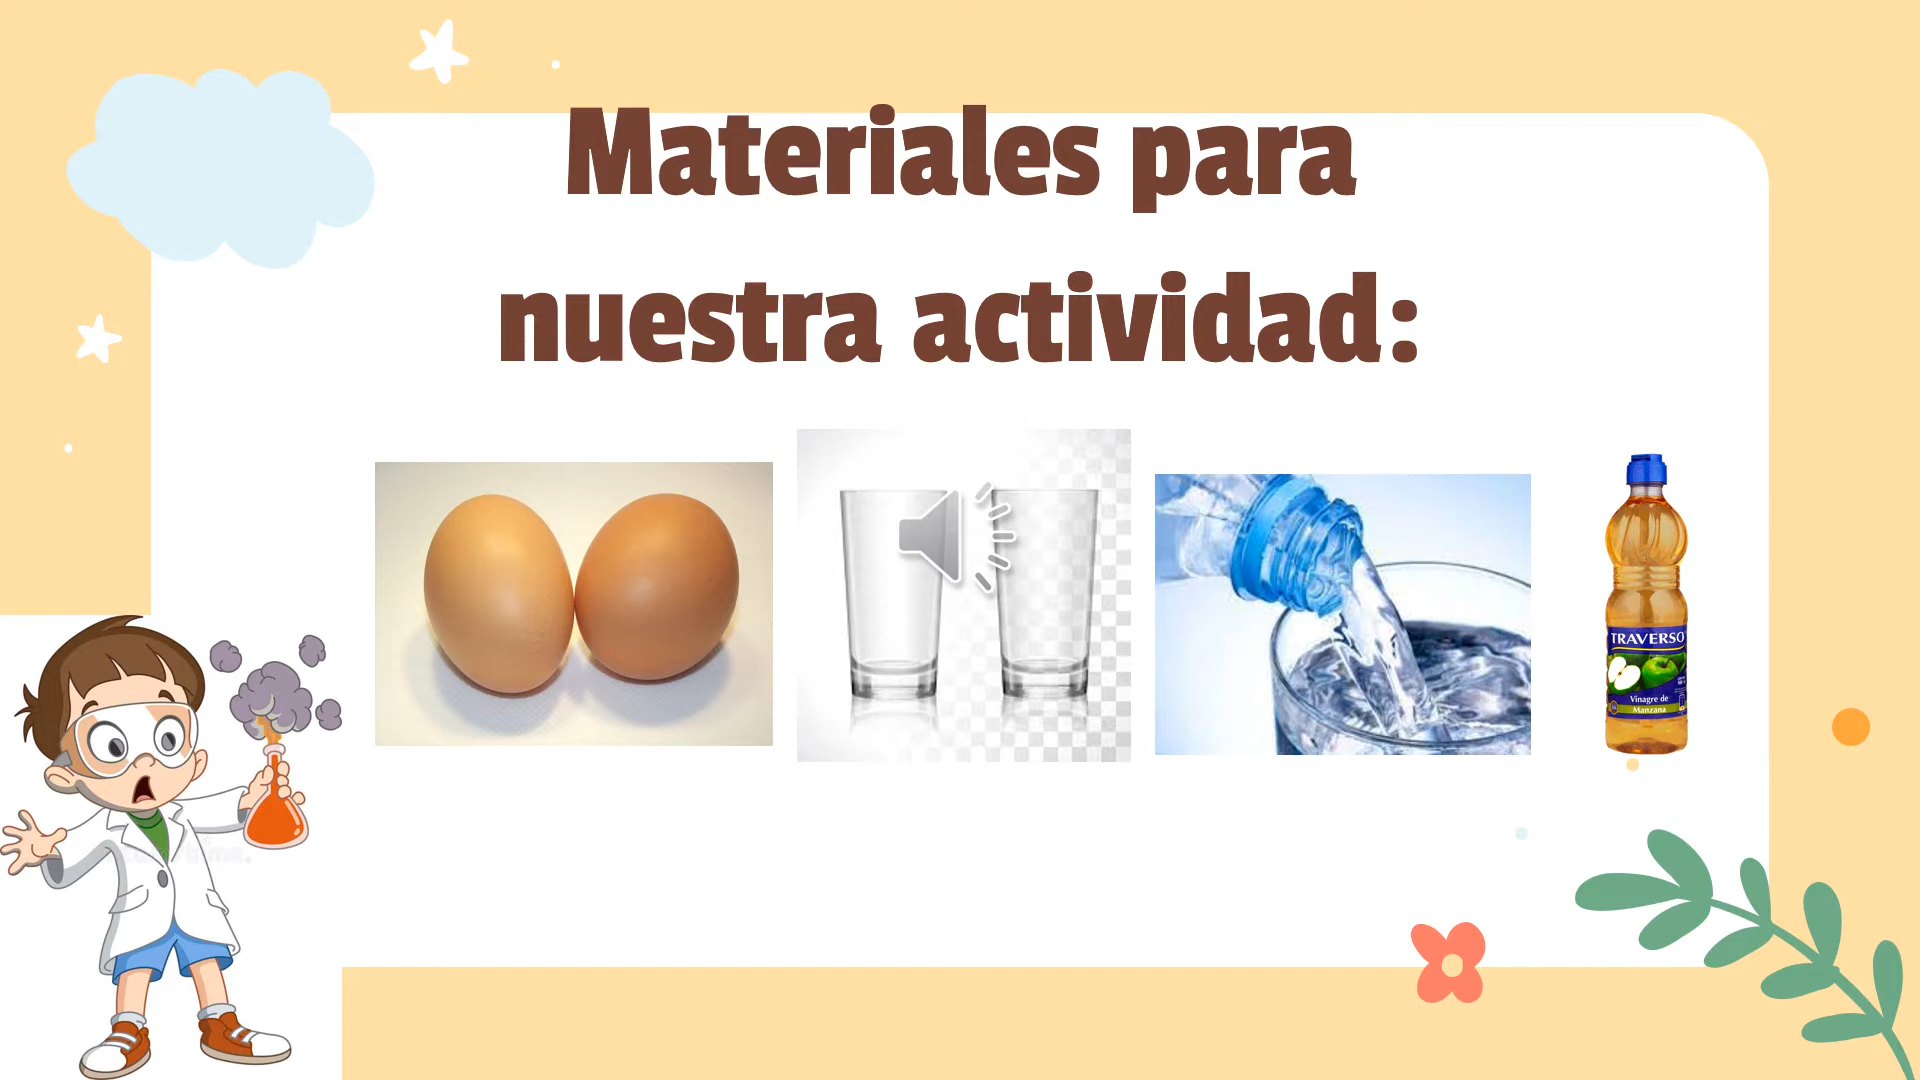 Materiales para
nuestra actividad:
TRAVERSO
Vinagre de
Manzana